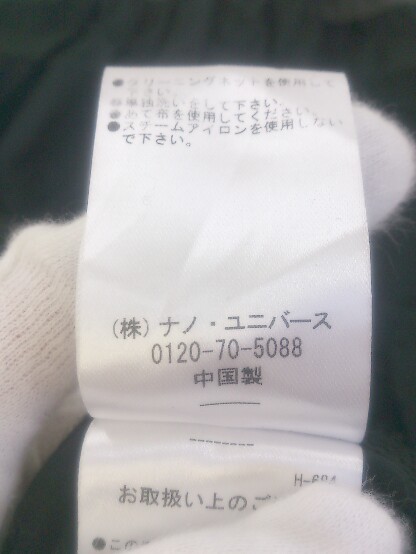 ●クリーニングネットを使用して
下さい。
●単独洗いをして下さい。
●あて布を使用してください。
●スチームアイロンを使用しない
で下さい。
(株)ナノ・ユニバース
0120-70-5088
中国製
お取扱い上のご
●この